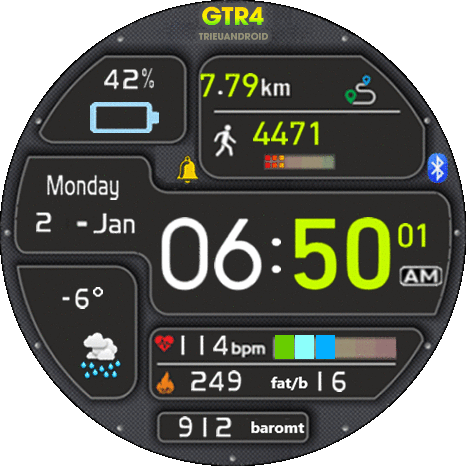 GTR4
TRIEUANDROID
42%
7.79km
4471
Monday
2 - Jan
06:50 01
AM
-6°
114bpm
249 fat/b 16
912 baromt